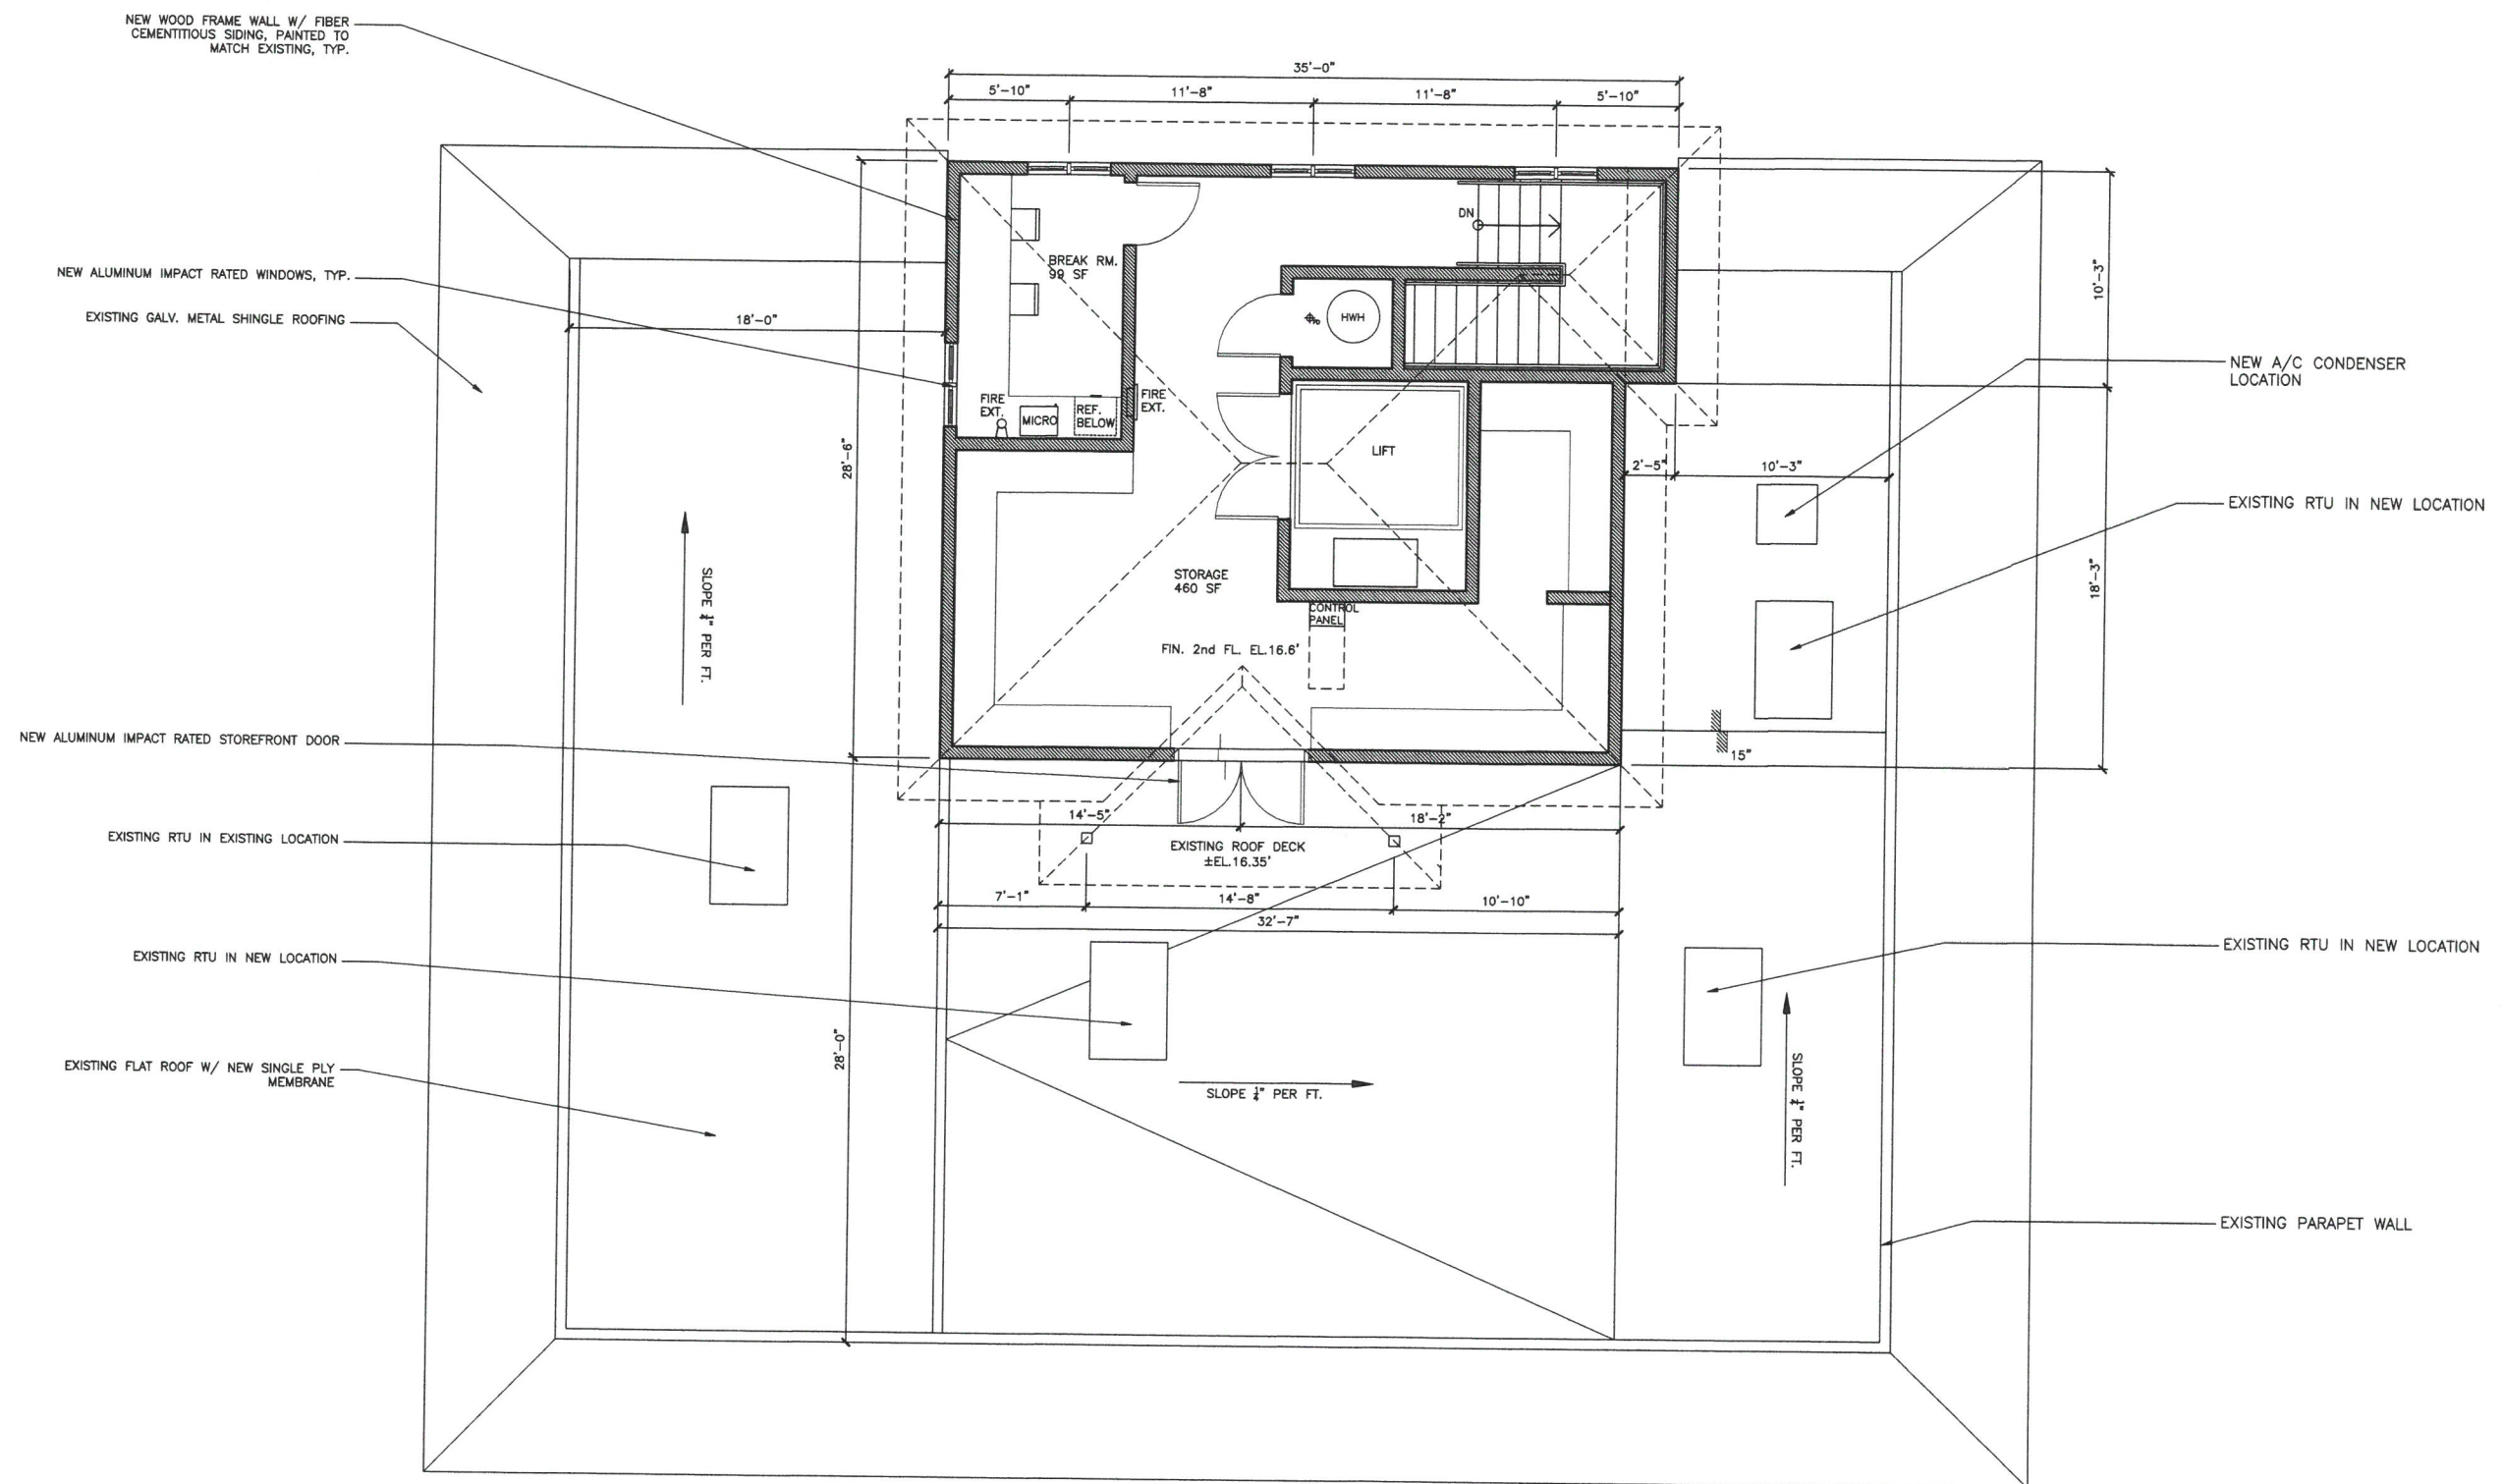 NEW WOOD FRAME WALL W/ FIBER
CEMENTITIOUS SIDING, PAINTED TO
MATCH EXISTING, TYP.
35'-0"
5'-10"
11'-8"
11'-8"
5'-10"
DN
BREAK RM.
99 SF
NEW ALUMINUM IMPACT RATED WINDOWS, TYP.
10'-3"
EXISTING GALV. METAL SHINGLE ROOFING
18'-0"
HWH
NEW A/C CONDENSER
LOCATION
FIRE
EXT.
MICRO
REF.
BELOW
FIRE
EXT.
28'-6"
LIFT
2'-5"
10'-3"
EXISTING RTU IN NEW LOCATION
STORAGE
460 SF
18'-3"
SLOPE ¼" PER FT.
CONTROL
PANEL
FIN. 2nd FL. EL.16.6'
NEW ALUMINUM IMPACT RATED STOREFRONT DOOR
15"
14'-5"
18'-2"
EXISTING RTU IN EXISTING LOCATION
EXISTING ROOF DECK
±EL.16.35'
7'-1"
14'-8"
10'-10"
32'-7"
EXISTING RTU IN NEW LOCATION
EXISTING RTU IN NEW LOCATION
28'-0"
EXISTING FLAT ROOF W/ NEW SINGLE PLY
MEMBRANE
SLOPE ¼" PER FT.
SLOPE ¼" PER FT.
EXISTING PARAPET WALL